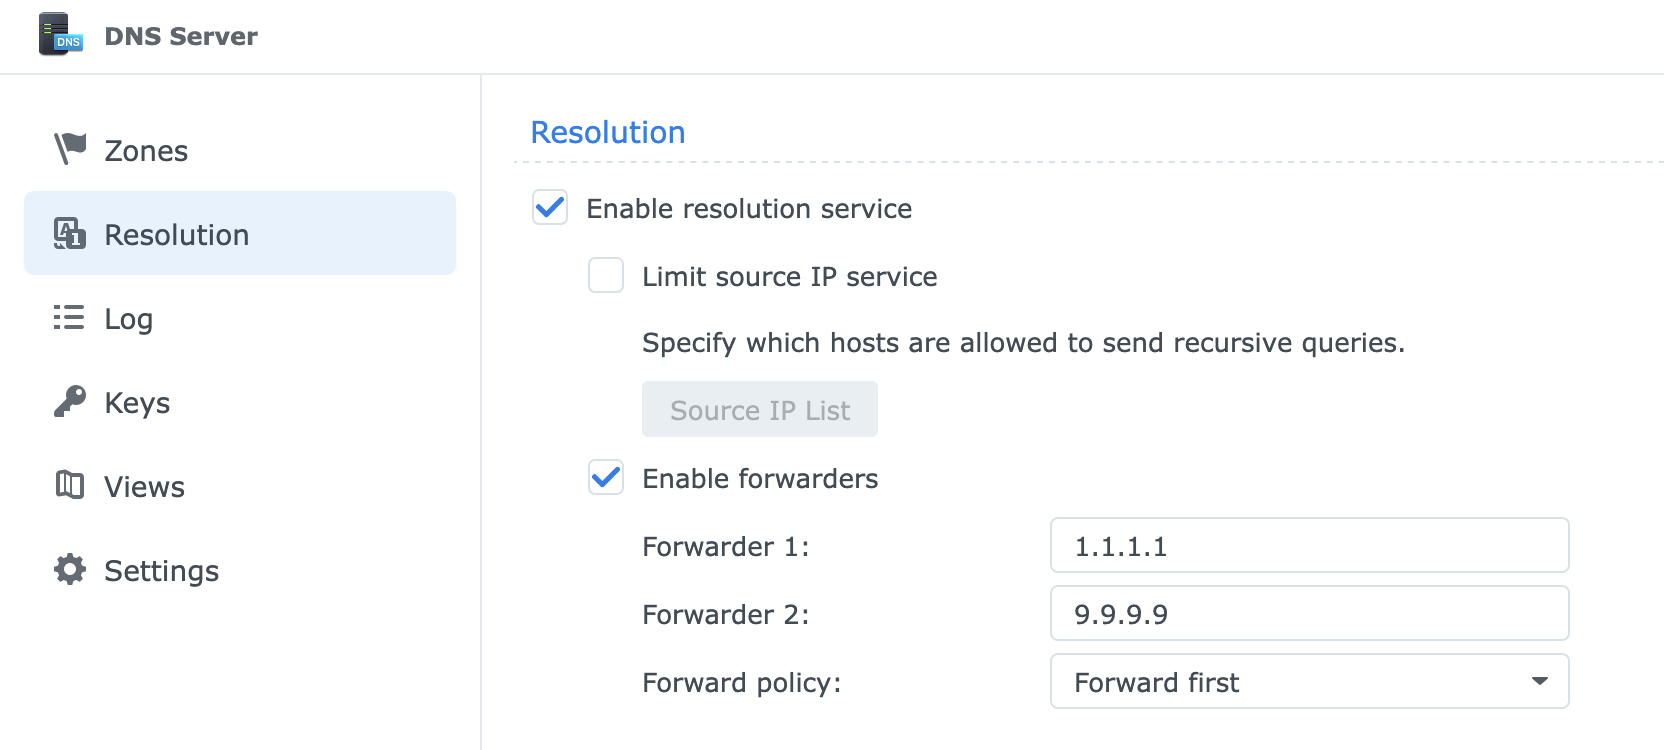 DNS
DNS Server
Zones
Resolution
Log
Keys
Views
Settings
Resolution
Enable resolution service
Limit source IP service
Specify which hosts are allowed to send recursive queries.
Source IP List
Enable forwarders
Forwarder 1: 1.1.1.1
Forwarder 2: 9.9.9.9
Forward policy: Forward first